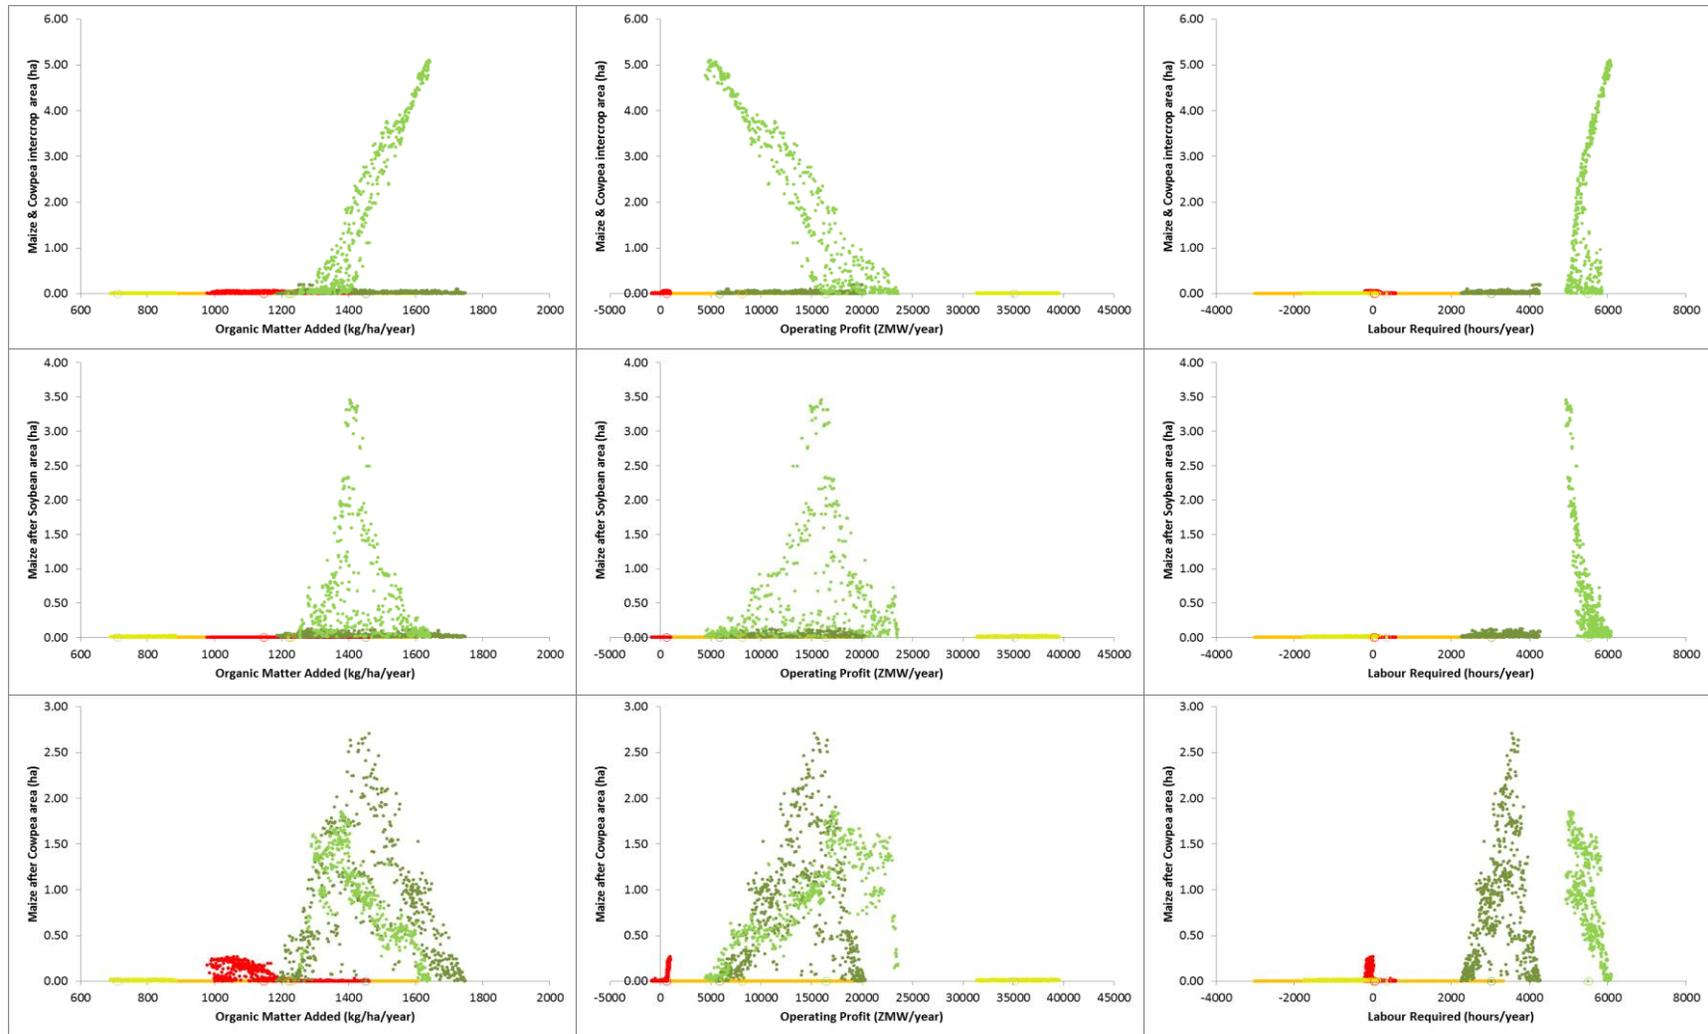 6.00
5.00
4.00
3.00
2.00
1.00
0.00
Maize & Cowpea intercrop area (ha)
600 800 1000 1200 1400 1600 1800 2000
Organic Matter Added (kg/ha/year)
6.00
5.00
4.00
3.00
2.00
1.00
0.00
Maize & Cowpea intercrop area (ha)
-5000 0 5000 10000 15000 20000 25000 30000 35000 40000 45000
Operating Profit (ZMW/year)
6.00
5.00
4.00
3.00
2.00
1.00
0.00
Maize & Cowpea intercrop area (ha)
-4000 -2000 0 2000 4000 6000 8000
Labour Required (hours/year)
4.00
3.50
3.00
2.50
2.00
1.50
1.00
0.50
0.00
Maize after Soybean area (ha)
600 800 1000 1200 1400 1600 1800 2000
Organic Matter Added (kg/ha/year)
4.00
3.50
3.00
2.50
2.00
1.50
1.00
0.50
0.00
Maize after Soybean area (ha)
-5000 0 5000 10000 15000 20000 25000 30000 35000 40000 45000
Operating Profit (ZMW/year)
4.00
3.50
3.00
2.50
2.00
1.50
1.00
0.50
0.00
Maize after Soybean area (ha)
-4000 -2000 0 2000 4000 6000 8000
Labour Required (hours/year)
3.00
2.50
2.00
1.50
1.00
0.50
0.00
Maize after Cowpea area (ha)
600 800 1000 1200 1400 1600 1800 2000
Organic Matter Added (kg/ha/year)
3.00
2.50
2.00
1.50
1.00
0.50
0.00
Maize after Cowpea area (ha)
-5000 0 5000 10000 15000 20000 25000 30000 35000 40000 45000
Operating Profit (ZMW/year)
3.00
2.50
2.00
1.50
1.00
0.50
0.00
Maize after Cowpea area (ha)
-4000 -2000 0 2000 4000 6000 8000
Labour Required (hours/year)